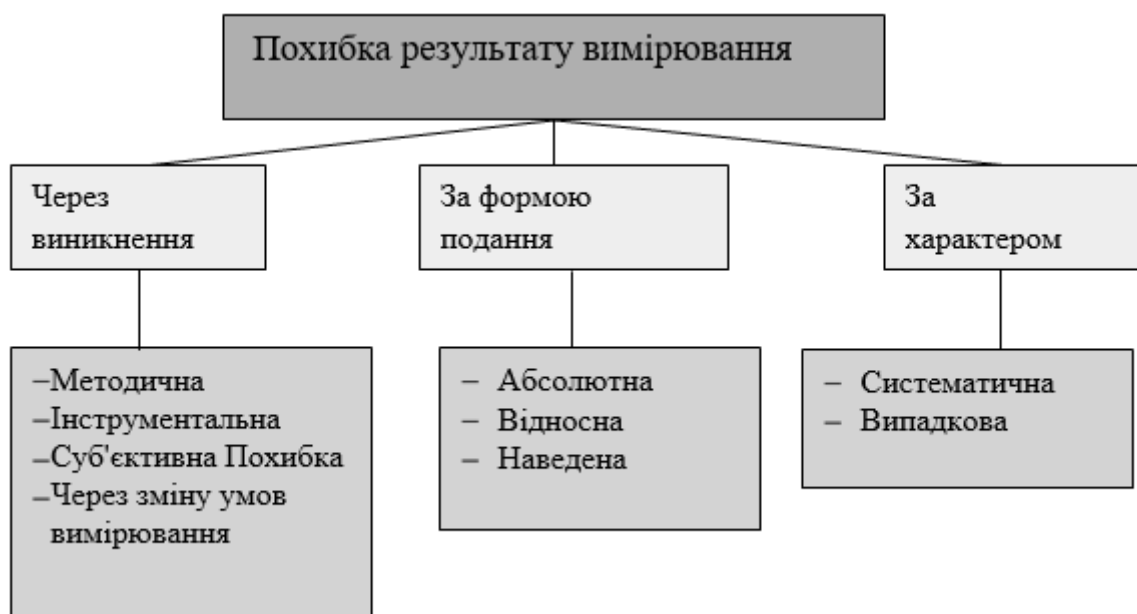 Похибка результату вимірювання
Через
виникнення
За формою
подання
За
характером
–Методична
–Інструментальна
–Суб'єктивна Похибка
–Через зміну умов
вимірювання
– Абсолютна
– Відносна
– Наведена
– Систематична
– Випадкова